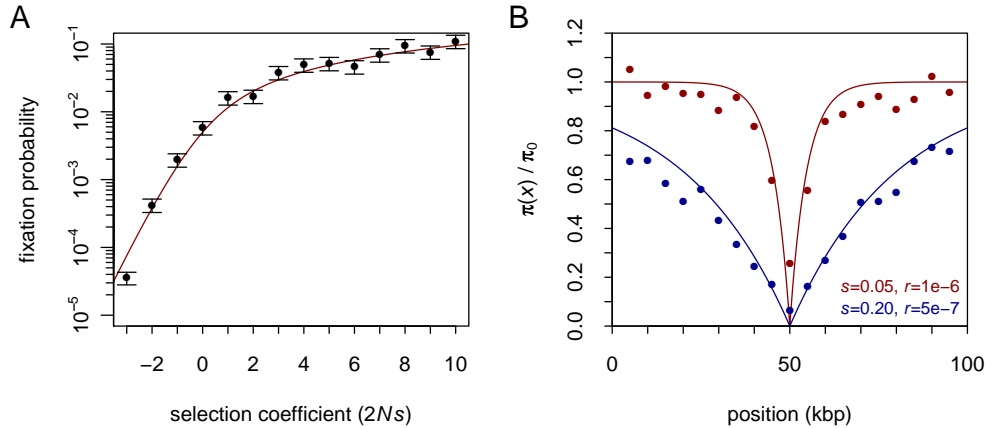 A
fixation probability
10⁻¹
10⁻²
10⁻³
10⁻⁴
10⁻⁵
−2 0 2 4 6 8 10
selection coefficient (2Ns)
B
π(x) / π₀
1.2
1.0
0.8
0.6
0.4
0.2
0.0
s=0.05, r=1e−6
s=0.20, r=5e−7
0 50 100
position (kbp)